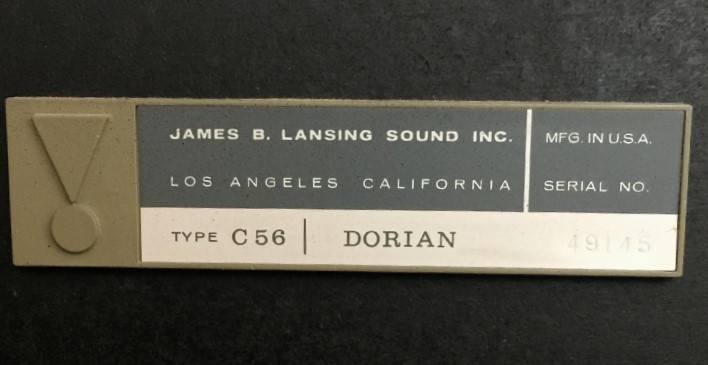 JAMES B. LANSING SOUND INC.
LOS ANGELES CALIFORNIA
MFG. IN U.S.A.
SERIAL NO.
TYPE C56 | DORIAN
49145